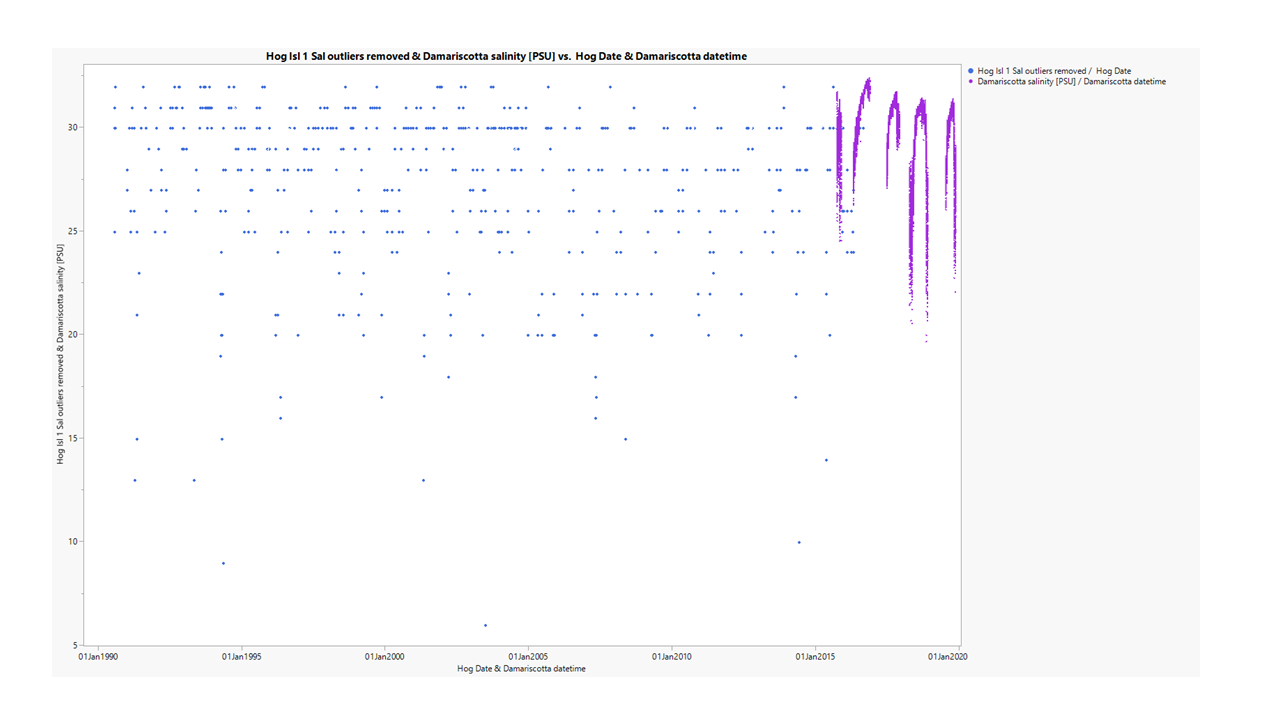 Hog Isl 1 Sal outliers removed & Damariscotta salinity [PSU] vs. Hog Date & Damariscotta datetime
Hog Isl 1 Sal outliers removed / Hog Date
Damariscotta salinity [PSU] / Damariscotta datetime
Hog Isl 1 Sal outliers removed & Damariscotta salinity [PSU]
30
25
20
15
10
5
01Jan1990 01Jan1995 01Jan2000 01Jan2005 01Jan2010 01Jan2015 01Jan2020
Hog Date & Damariscotta datetime